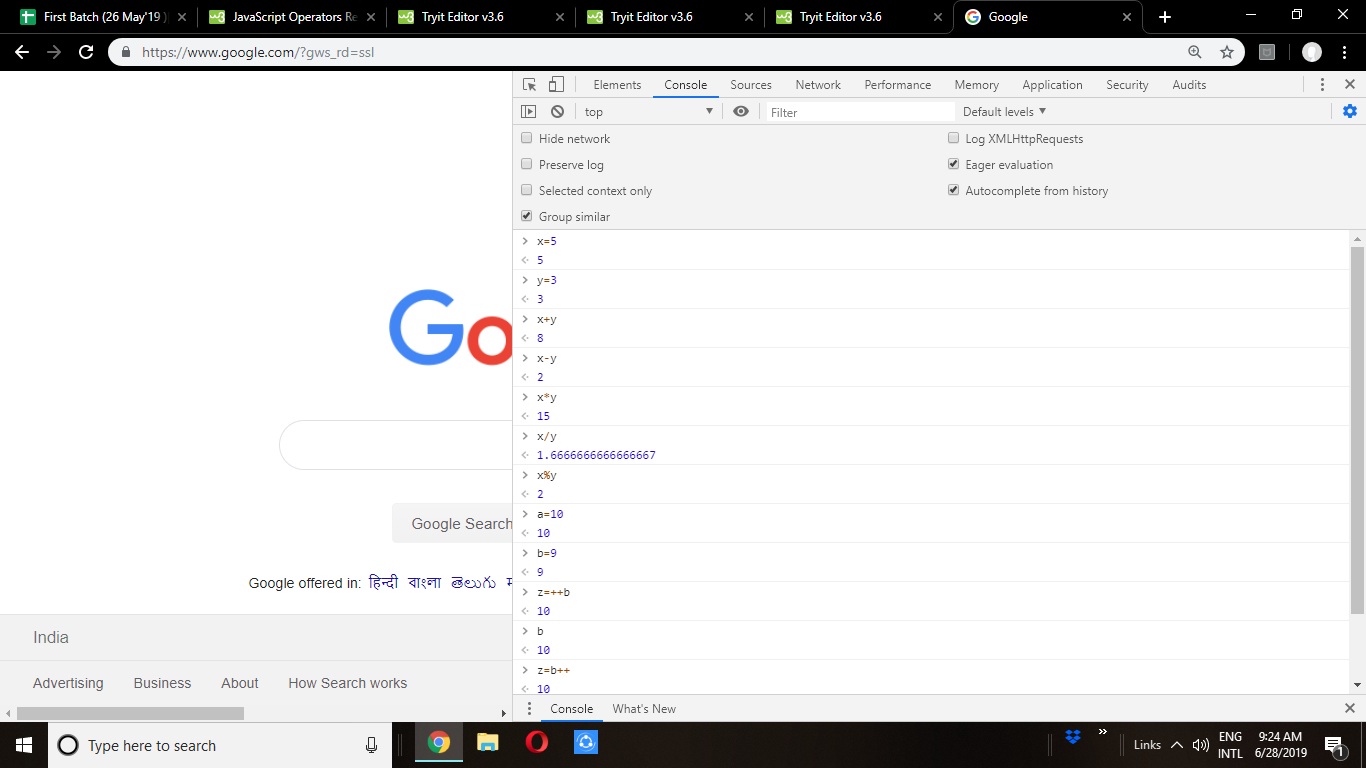 First Batch (26 May'19 )
JavaScript Operators Re
Tryit Editor v3.6
Tryit Editor v3.6
Tryit Editor v3.6
Google
https://www.google.com/?gws_rd=ssl
Elements Console Sources Network Performance Memory Application Security Audits
top Filter Default levels
Hide network
Log XMLHttpRequests
Preserve log
Eager evaluation
Selected context only
Autocomplete from history
Group similar
x=5
5
y=3
3
x+y
8
x-y
2
x*y
15
x/y
1.6666666666666667
x%y
2
a=10
10
b=9
9
z=++b
10
b
10
z=b++
10
Console What's New
Go
Google Search
Google offered in: हिन्दी বাংলা తెలుగు
India
Advertising Business About How Search works
Type here to search
Links
ENG
INTL
9:24 AM
6/28/2019
1